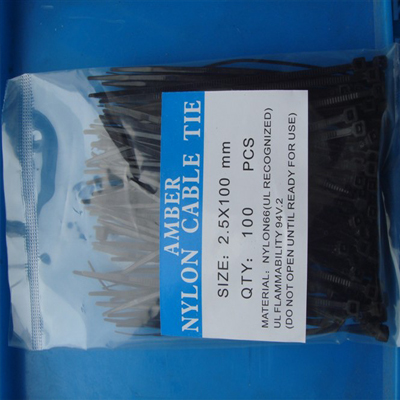 AMBER
NYLON CABLE TIE
SIZE: 2.5X100 mm
QTY: 100 PCS
MATERIAL: NYLON66(UL RECOGNIZED)
UL FLAMMABILITY 94V.2
(DO NOT OPEN UNTIL READY FOR USE)